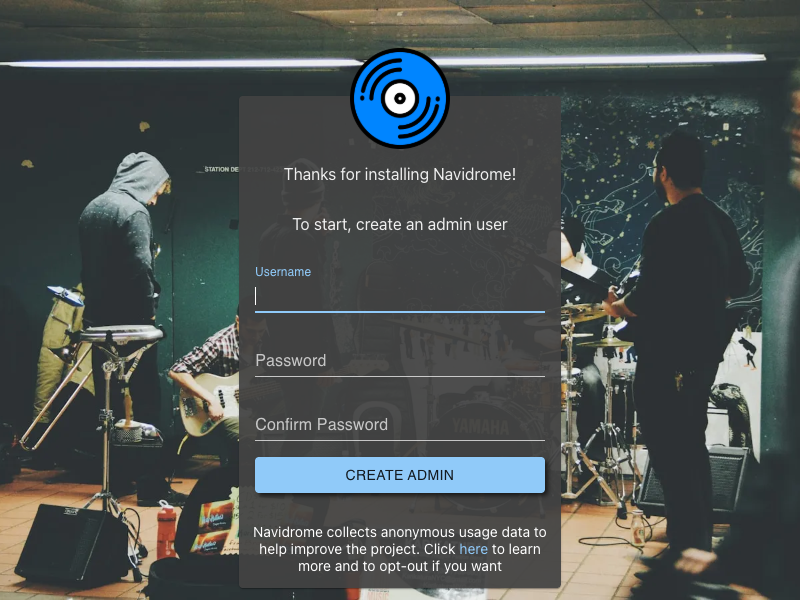 STATION DE
Thanks for installing Navidrome!
To start, create an admin user
Username
Password
Confirm Password
YAMAHA
CREATE ADMIN
Navidrome collects anonymous usage data to
help improve the project. Click here to learn
more and to opt-out if you want